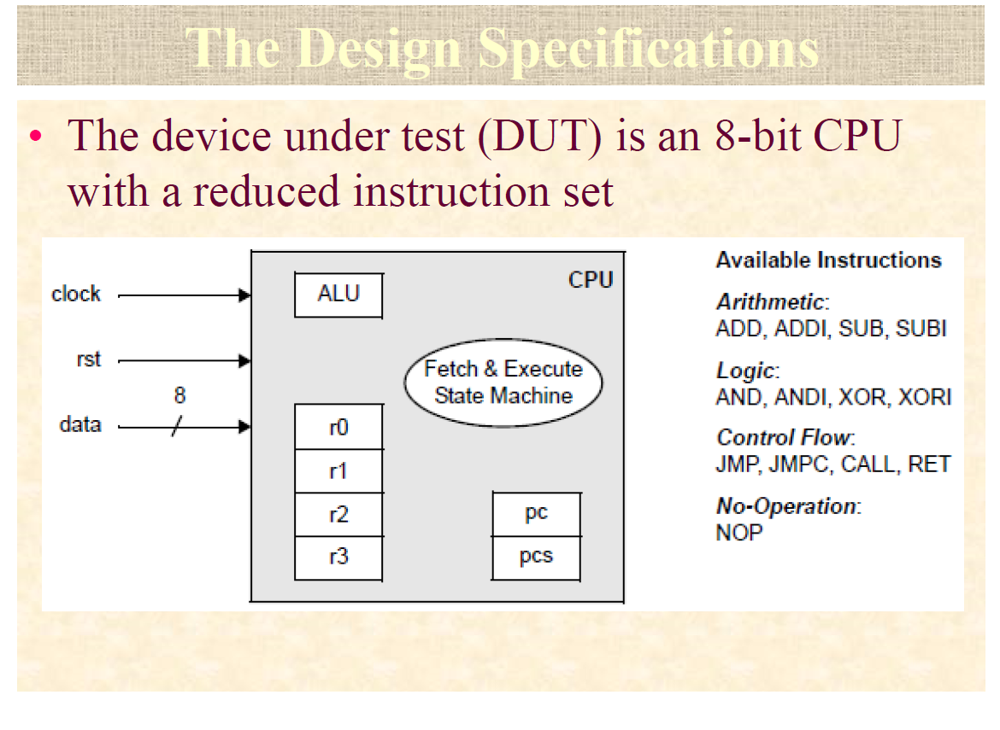 The Design Specifications
• The device under test (DUT) is an 8-bit CPU
with a reduced instruction set
clock
rst
8
data
ALU
CPU
Fetch & Execute
State Machine
r0
r1
r2
r3
pc
pcs
Available Instructions
Arithmetic:
ADD, ADDI, SUB, SUBI
Logic:
AND, ANDI, XOR, XORI
Control Flow:
JMP, JMPC, CALL, RET
No-Operation:
NOP